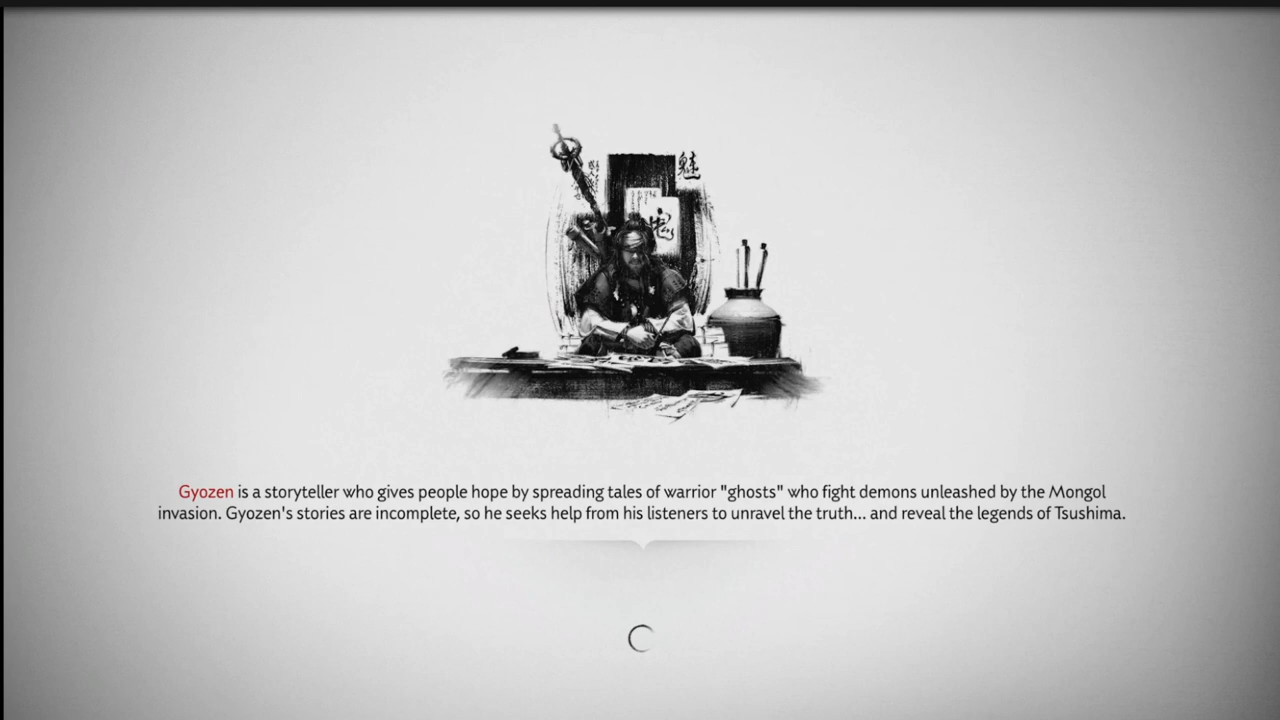 魅
鬼
Gyozen is a storyteller who gives people hope by spreading tales of warrior "ghosts" who fight demons unleashed by the Mongol
invasion. Gyozen's stories are incomplete, so he seeks help from his listeners to unravel the truth... and reveal the legends of Tsushima.